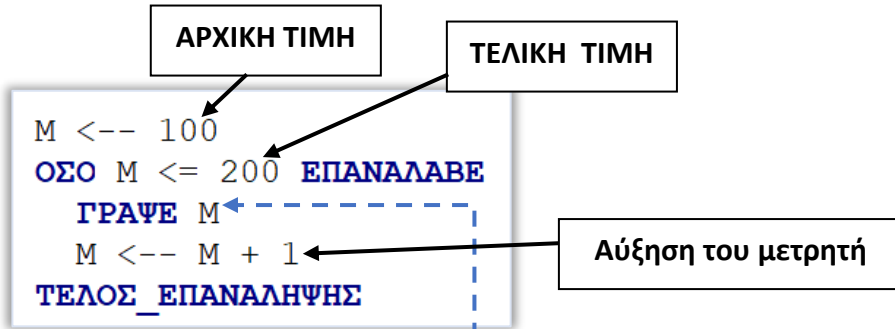 ΑΡΧΙΚΗ ΤΙΜΗ
ΤΕΛΙΚΗ ΤΙΜΗ
Μ <-- 100
ΟΣΟ Μ <= 200 ΕΠΑΝΑΛΑΒΕ
ΓΡΑΨΕ Μ
Μ <-- Μ + 1
Αύξηση του μετρητή
ΤΕΛΟΣ_ΕΠΑΝΑΛΗΨΗΣ